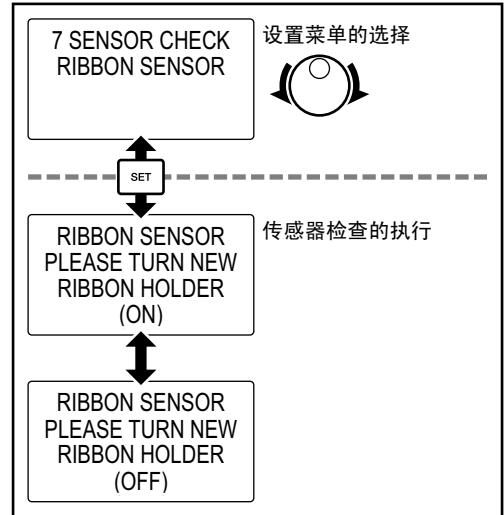 7 SENSOR CHECK
RIBBON SENSOR
设置菜单的选择
SET
RIBBON SENSOR
PLEASE TURN NEW
RIBBON HOLDER
(ON)
传感器检查的执行
RIBBON SENSOR
PLEASE TURN NEW
RIBBON HOLDER
(OFF)